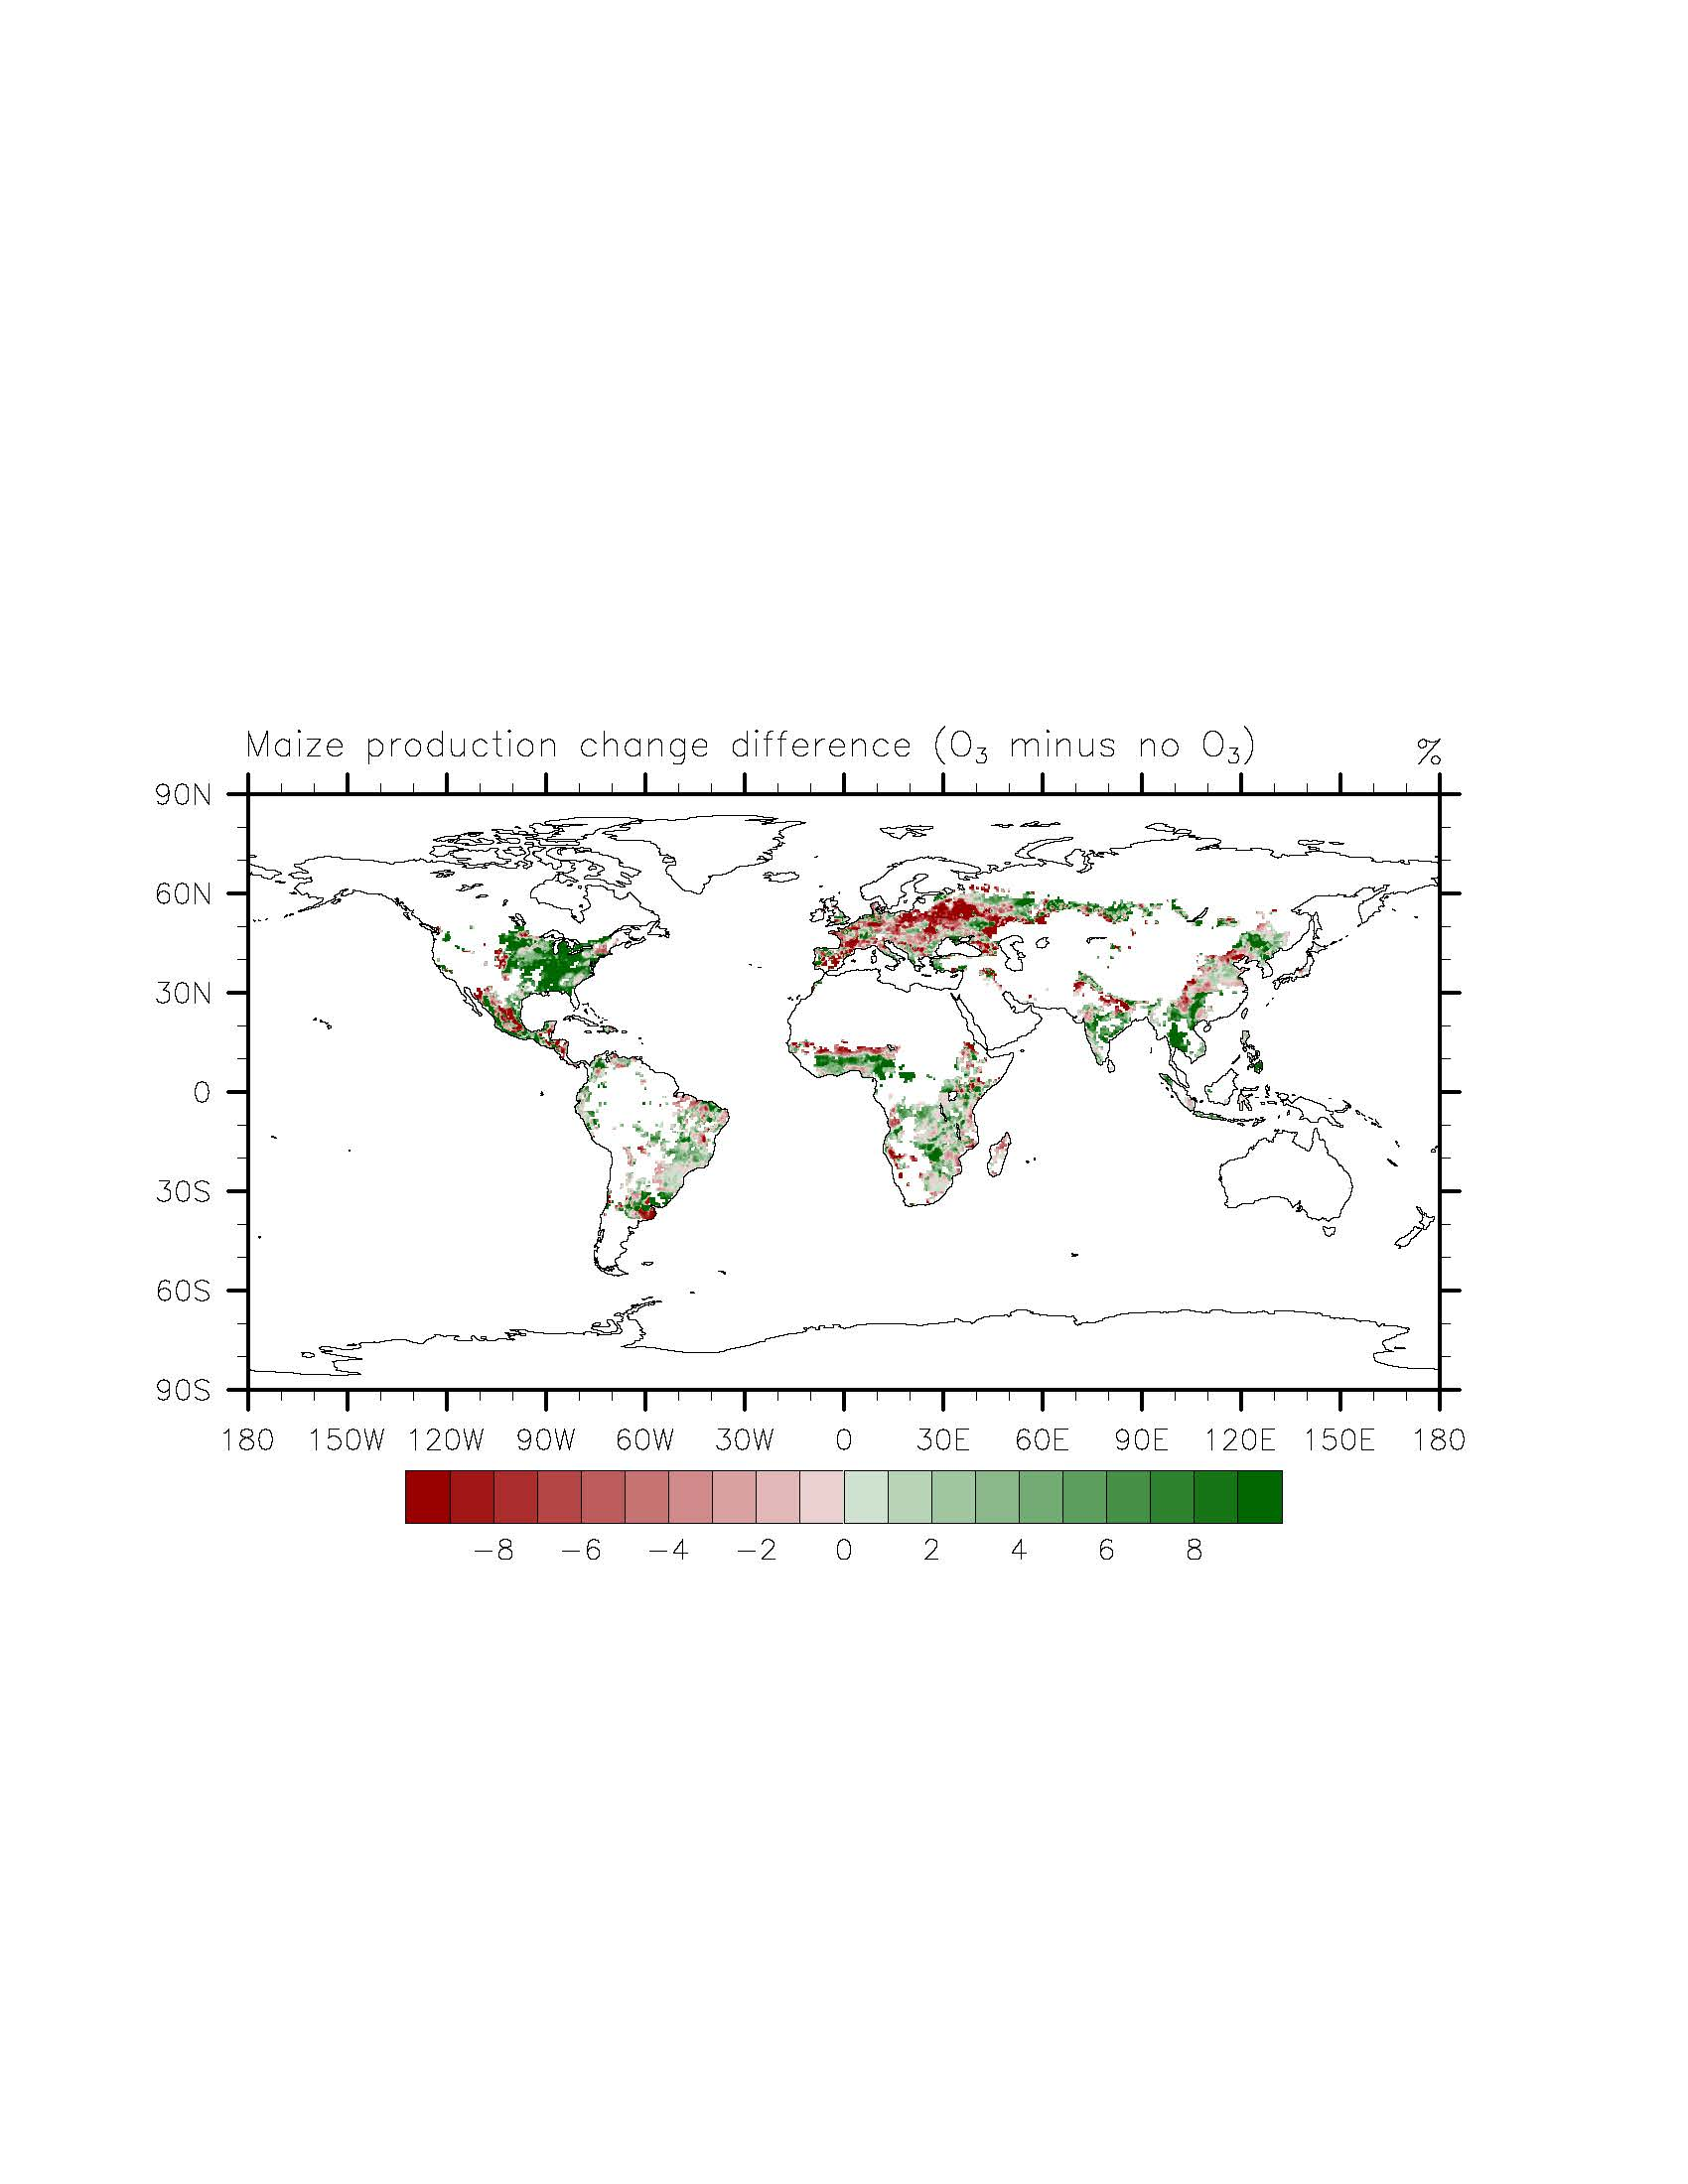 Maize production change difference (O₃ minus no O₃) %
90N
60N
30N
0
30S
60S
90S
180 150W 120W 90W 60W 30W 0 30E 60E 90E 120E 150E 180
−8 −6 −4 −2 0 2 4 6 8